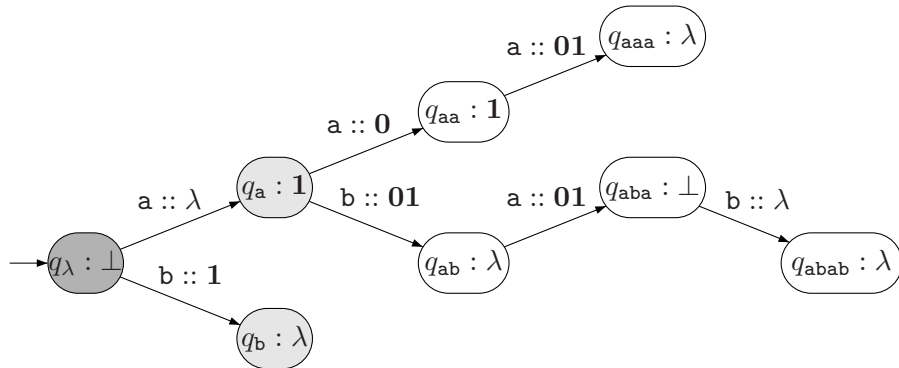 a :: 01
q_aaa : λ
a :: 0
q_aa : 1
a :: λ
q_a : 1
b :: 01
a :: 01
q_aba : ⊥
b :: λ
q_λ : ⊥
b :: 1
q_ab : λ
q_abab : λ
q_b : λ